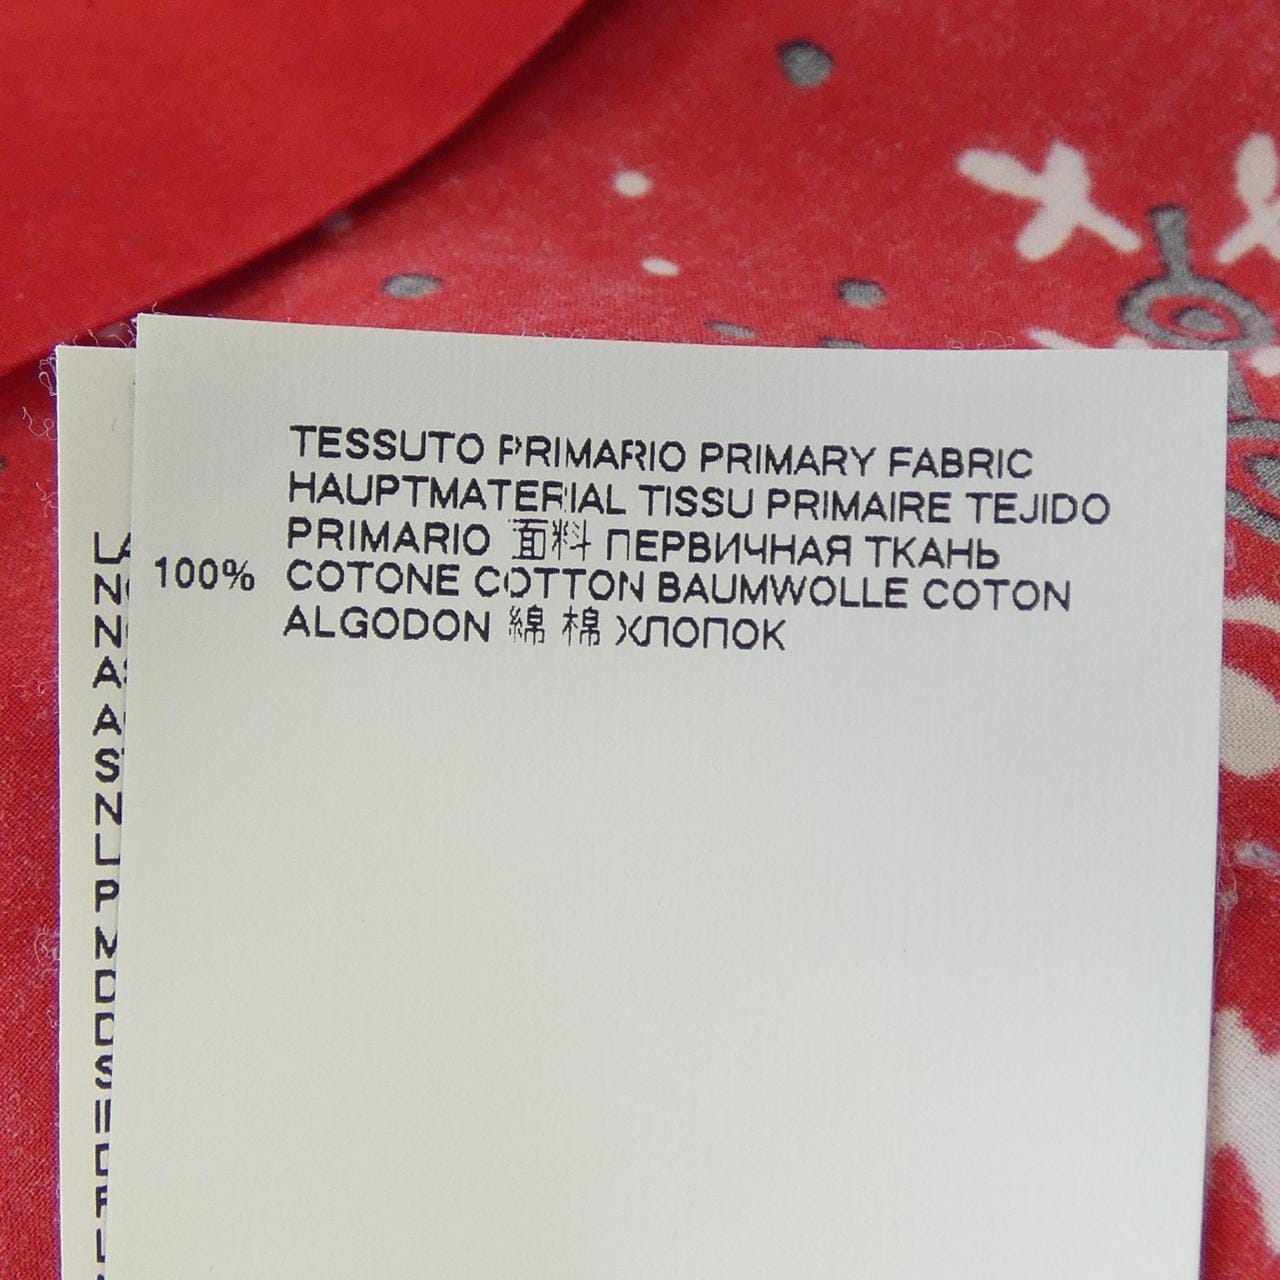 TESSUTO PRIMARIO PRIMARY FABRIC
HAUPTMATERIAL TISSU PRIMAIRE TEJIDO
PRIMARIO 面料 ПЕРВИЧНАЯ ТКАНЬ
100% COTONE COTTON BAUMWOLLE COTON
ALGODON 綿 棉 ХЛОПОК